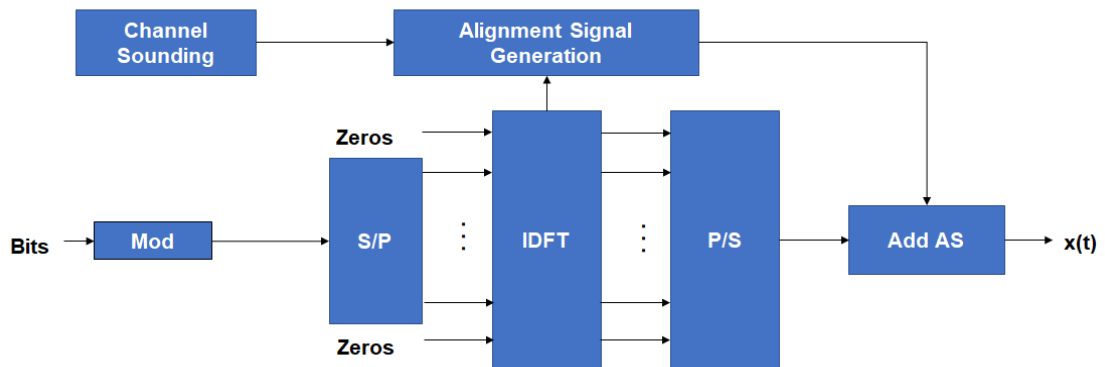 Channel
Sounding
Alignment Signal
Generation
Zeros
Bits
Mod
S/P
IDFT
P/S
Add AS
x(t)
Zeros